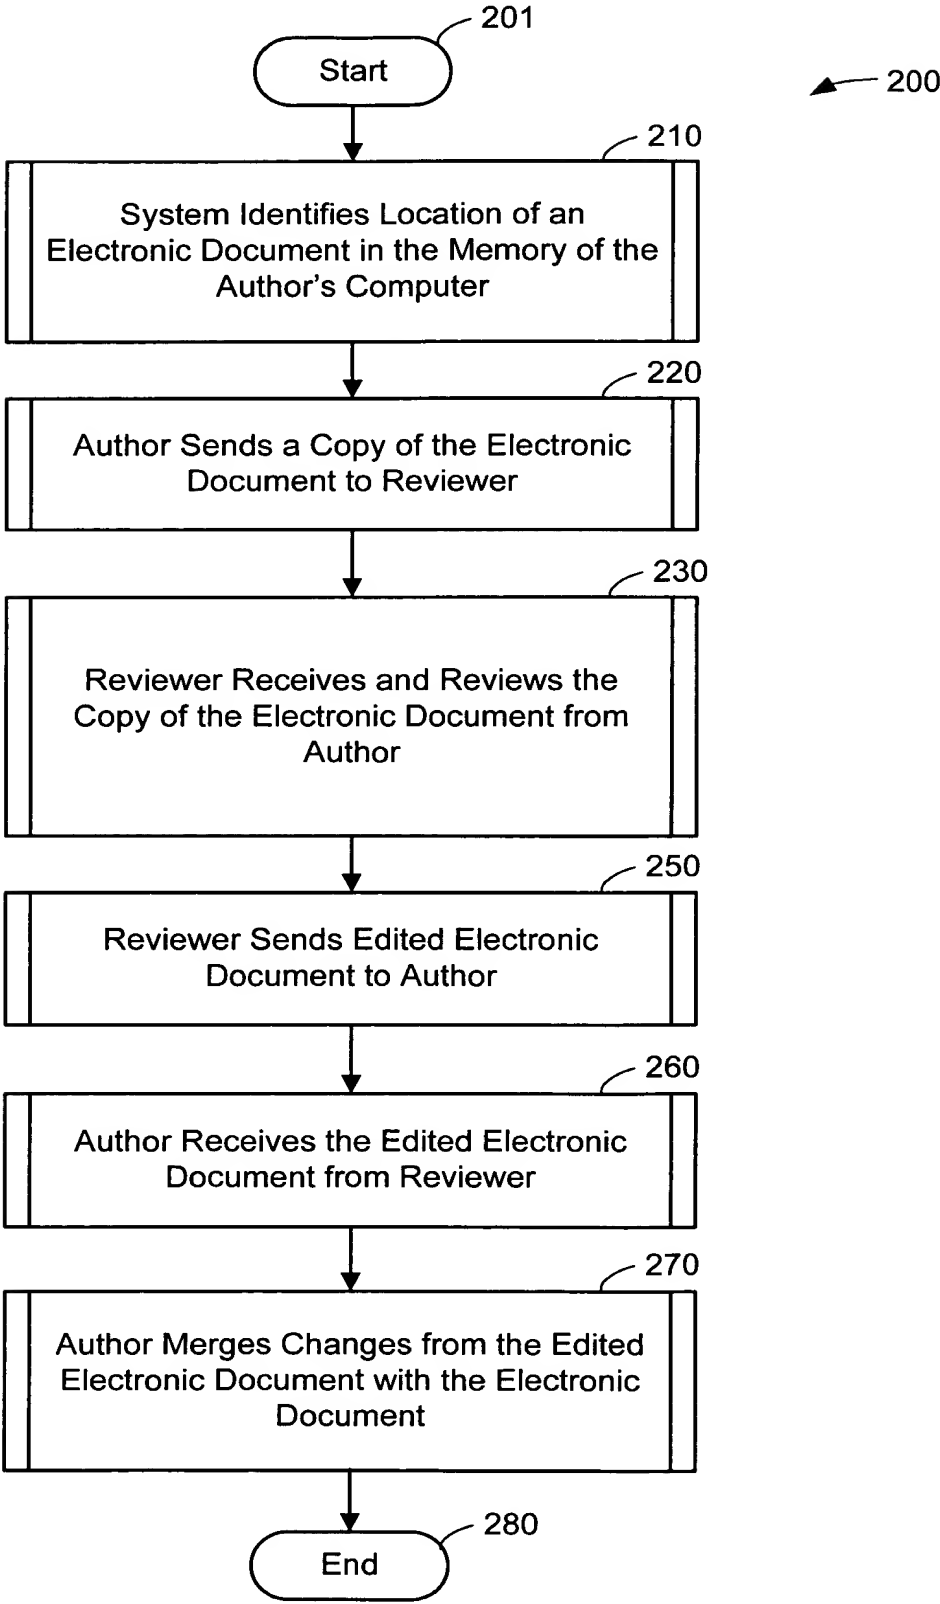 201
Start
200
210
System Identifies Location of an
Electronic Document in the Memory of the
Author's Computer
220
Author Sends a Copy of the Electronic
Document to Reviewer
230
Reviewer Receives and Reviews the
Copy of the Electronic Document from
Author
250
Reviewer Sends Edited Electronic
Document to Author
260
Author Receives the Edited Electronic
Document from Reviewer
270
Author Merges Changes from the Edited
Electronic Document with the Electronic
Document
280
End